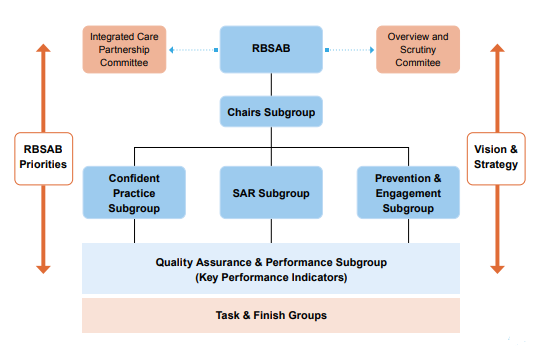 Integrated Care
Partnership
Committee
RBSAB
Overview and
Scrutiny
Commitee
Chairs Subgroup
RBSAB
Priorities
Vision &
Strategy
Confident
Practice
Subgroup
SAR Subgroup
Prevention &
Engagement
Subgroup
Quality Assurance & Performance Subgroup
(Key Performance Indicators)
Task & Finish Groups